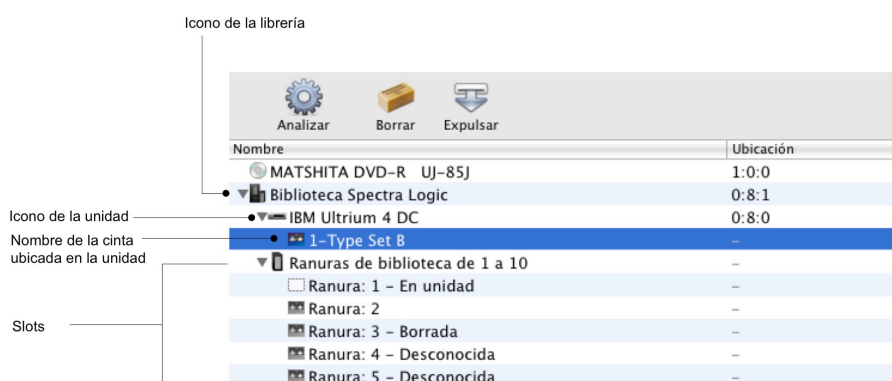 Icono de la librería
Analizar Borrar Expulsar
Nombre Ubicación
MATSHITA DVD-R UJ-85J 1:0:0
Biblioteca Spectra Logic 0:8:1
Icono de la unidad
IBM Ultrium 4 DC 0:8:0
Nombre de la cinta
ubicada en la unidad
1-Type Set B –
Ranuras de biblioteca de 1 a 10 –
Ranura: 1 – En unidad –
Ranura: 2 –
Slots
Ranura: 3 – Borrada –
Ranura: 4 – Desconocida –
Ranura: 5 – Desconocida –